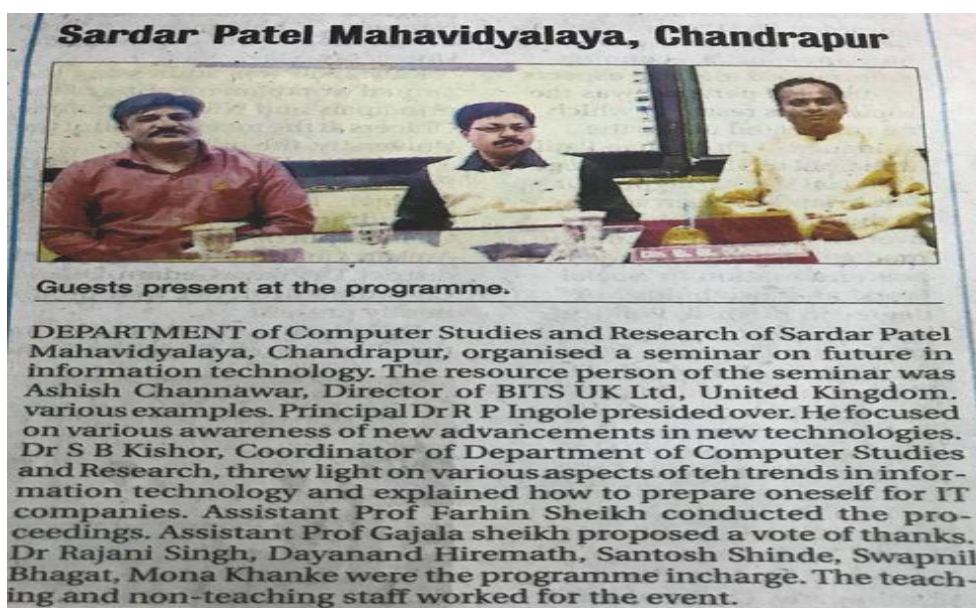 Sardar Patel Mahavidyalaya, Chandrapur
Guests present at the programme.
DEPARTMENT of Computer Studies and Research of Sardar Patel
Mahavidyalaya, Chandrapur, organised a seminar on future in
information technology. The resource person of the seminar was
Ashish Channawar, Director of BITS UK Ltd, United Kingdom.
various examples. Principal Dr R P Ingole presided over. He focused
on various awareness of new advancements in new technologies.
Dr S B Kishor, Coordinator of Department of Computer Studies
and Research, threw light on various aspects of teh trends in infor-
mation technology and explained how to prepare oneself for IT
companies. Assistant Prof Farhin Sheikh conducted the pro-
ceedings. Assistant Prof Gajala sheikh proposed a vote of thanks.
Dr Rajani Singh, Dayanand Hiremath, Santosh Shinde, Swapnil
Bhagat, Mona Khanke were the programme incharge. The teach-
ing and non-teaching staff worked for the event.